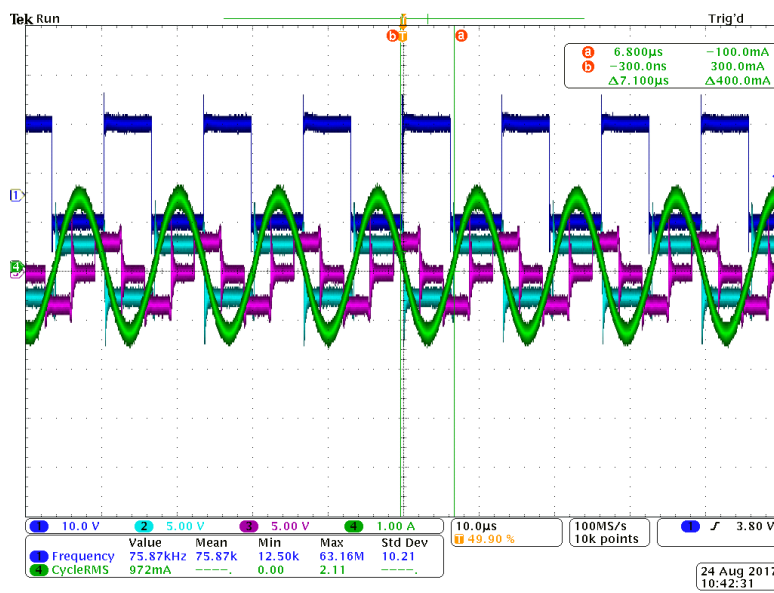 Tek Run Trig'd
T
b T a
a 6.800µs −100.0mA
b −300.0ns 300.0mA
Δ7.100µs Δ400.0mA
1
4
1 10.0 V 2 5.00 V 3 5.00 V 4 1.00 A
10.0µs
T 49.90 %
100MS/s
10k points
1 3.80 V
Value Mean Min Max Std Dev
1 Frequency 75.87kHz 75.87k 12.50k 63.16M 10.21
4 CycleRMS 972mA ----. 0.00 2.11 ----.
24 Aug 2017
10:42:31